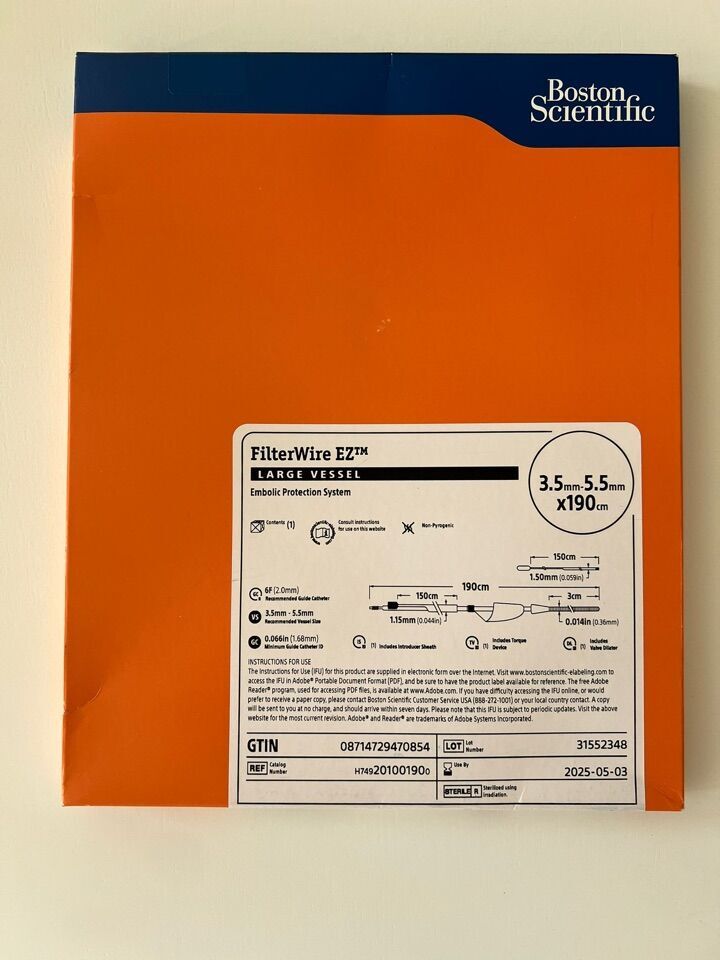 Boston
Scientific
FilterWire EZ™
LARGE VESSEL
Embolic Protection System
3.5mm-5.5mm
x190cm
Contents (1)
Consult instructions
for use on this website
Non-Pyrogenic
150cm
1.50mm (0.059in)
190cm
150cm
3cm
1.15mm (0.044in)
0.014in (0.36mm)
GC 6F (2.0mm)
Recommended Guide Catheter
VS 3.5mm - 5.5mm
Recommended Vessel Size
GC 0.066in (1.68mm)
Minimum Guide Catheter ID
IS (1) Includes Introducer Sheath
(1) Includes Torque
Device
(1) Includes
Valve Dilater
INSTRUCTIONS FOR USE
The Instructions for Use (IFU) for this product are supplied in electronic form over the Internet. Visit www.bostonscientific-elabeling.com to
access the IFU in Adobe® Portable Document Format (PDF), and be sure to have the product label available for reference. The free Adobe
Reader® program, used for accessing PDF files, is available at www.Adobe.com. If you have difficulty accessing the IFU online, or would
prefer to receive a paper copy, please contact Boston Scientific Customer Service USA (888-272-1001) or your local contact. A copy
will be sent to you at no charge, and should arrive within seven days. Please note that this IFU is subject to periodic updates. Visit the above
website for the most current revision. Adobe® and Reader® are trademarks of Adobe Systems Incorporated.
GTIN 08714729470854
LOT Lot
Number 31552348
REF Catalog
Number H749201001900
Use By 2025-05-03
STERILE R Sterilized using
irradiation.